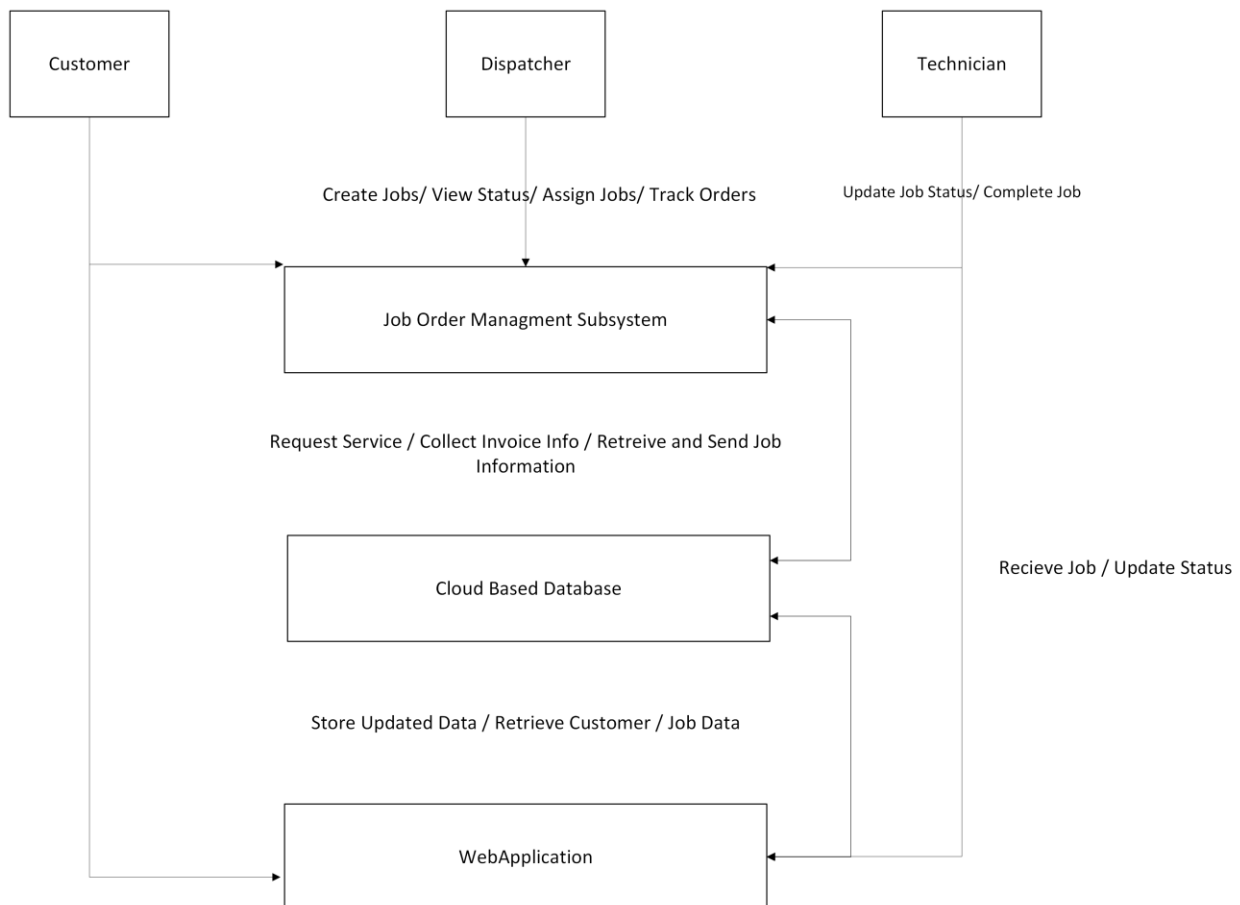 Customer
Dispatcher
Technician
Create Jobs/ View Status/ Assign Jobs/ Track Orders
Update Job Status/ Complete Job
Job Order Managment Subsystem
Request Service / Collect Invoice Info / Retreive and Send Job
Information
Cloud Based Database
Recieve Job / Update Status
Store Updated Data / Retrieve Customer / Job Data
WebApplication